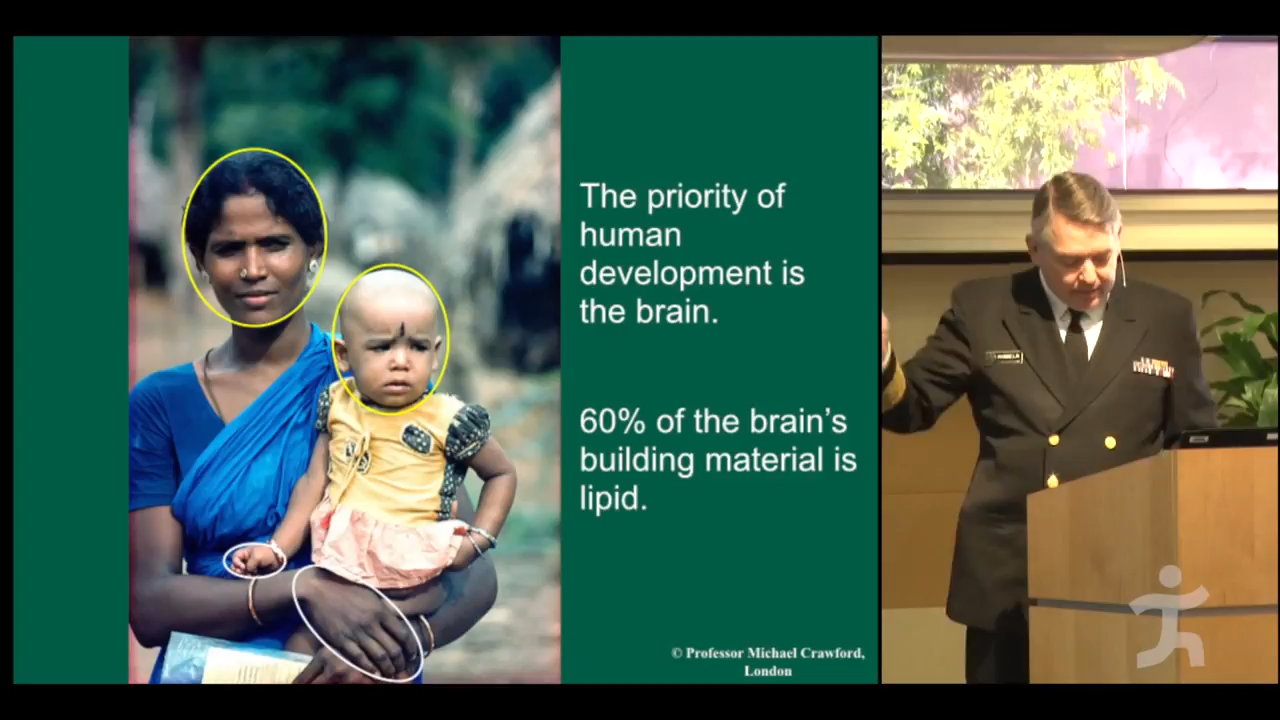 The priority of
human
development is
the brain.
60% of the brain's
building material is
lipid.
© Professor Michael Crawford,
London